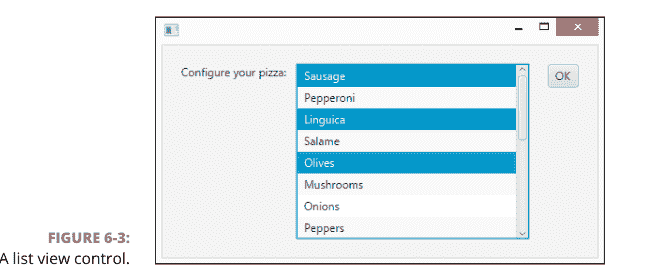 Configure your pizza:
Sausage
Pepperoni
Linguica
Salame
Olives
Mushrooms
Onions
Peppers
OK
FIGURE 6-3:
A list view control.